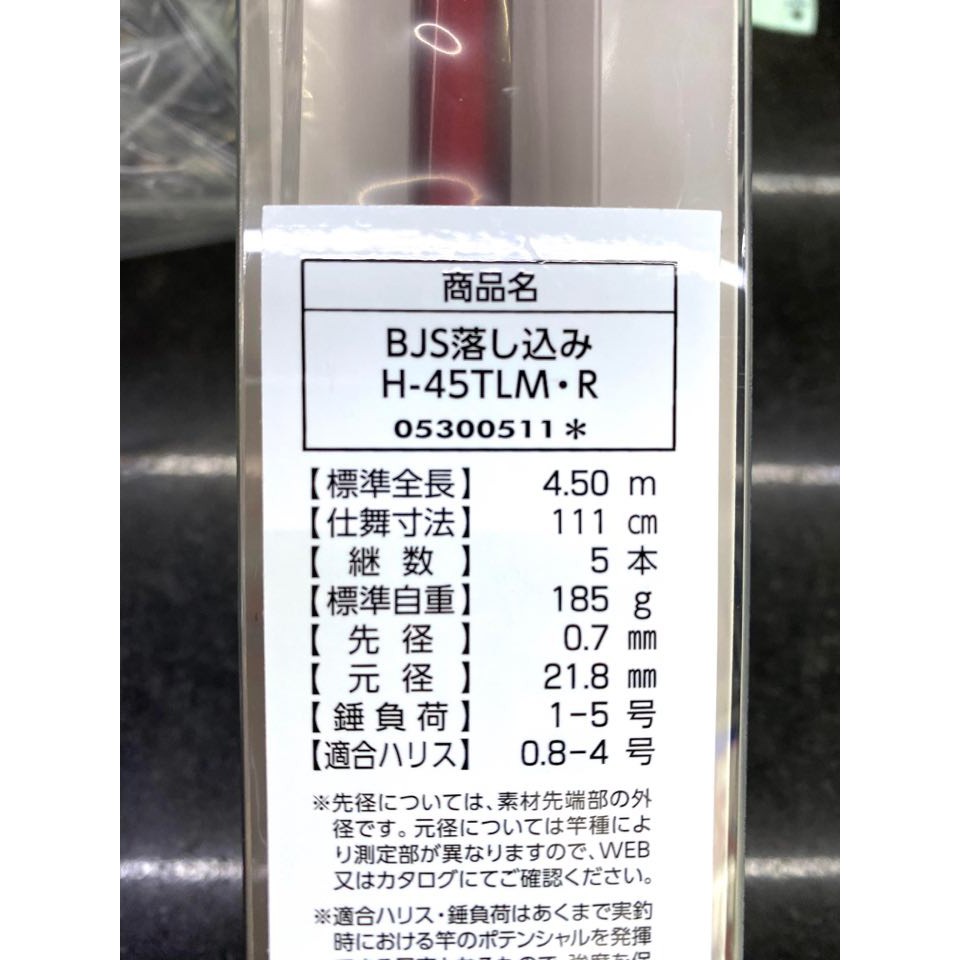 商品名
BJS落し込み
H-45TLM・R
05300511＊
【標準全長】 4.50 m
【仕舞寸法】 111 ㎝
【継数】 5 本
【標準自重】 185 g
【先径】 0.7 ㎜
【元径】 21.8 ㎜
【錘負荷】 1-5 号
【適合ハリス】 0.8-4 号
※先径については、素材先端部の外
径です。元径については竿種によ
り測定部が異なりますので、WEB
又はカタログにてご確認ください。
※適合ハリス・錘負荷はあくまで実釣
時における竿のポテンシャルを発揮